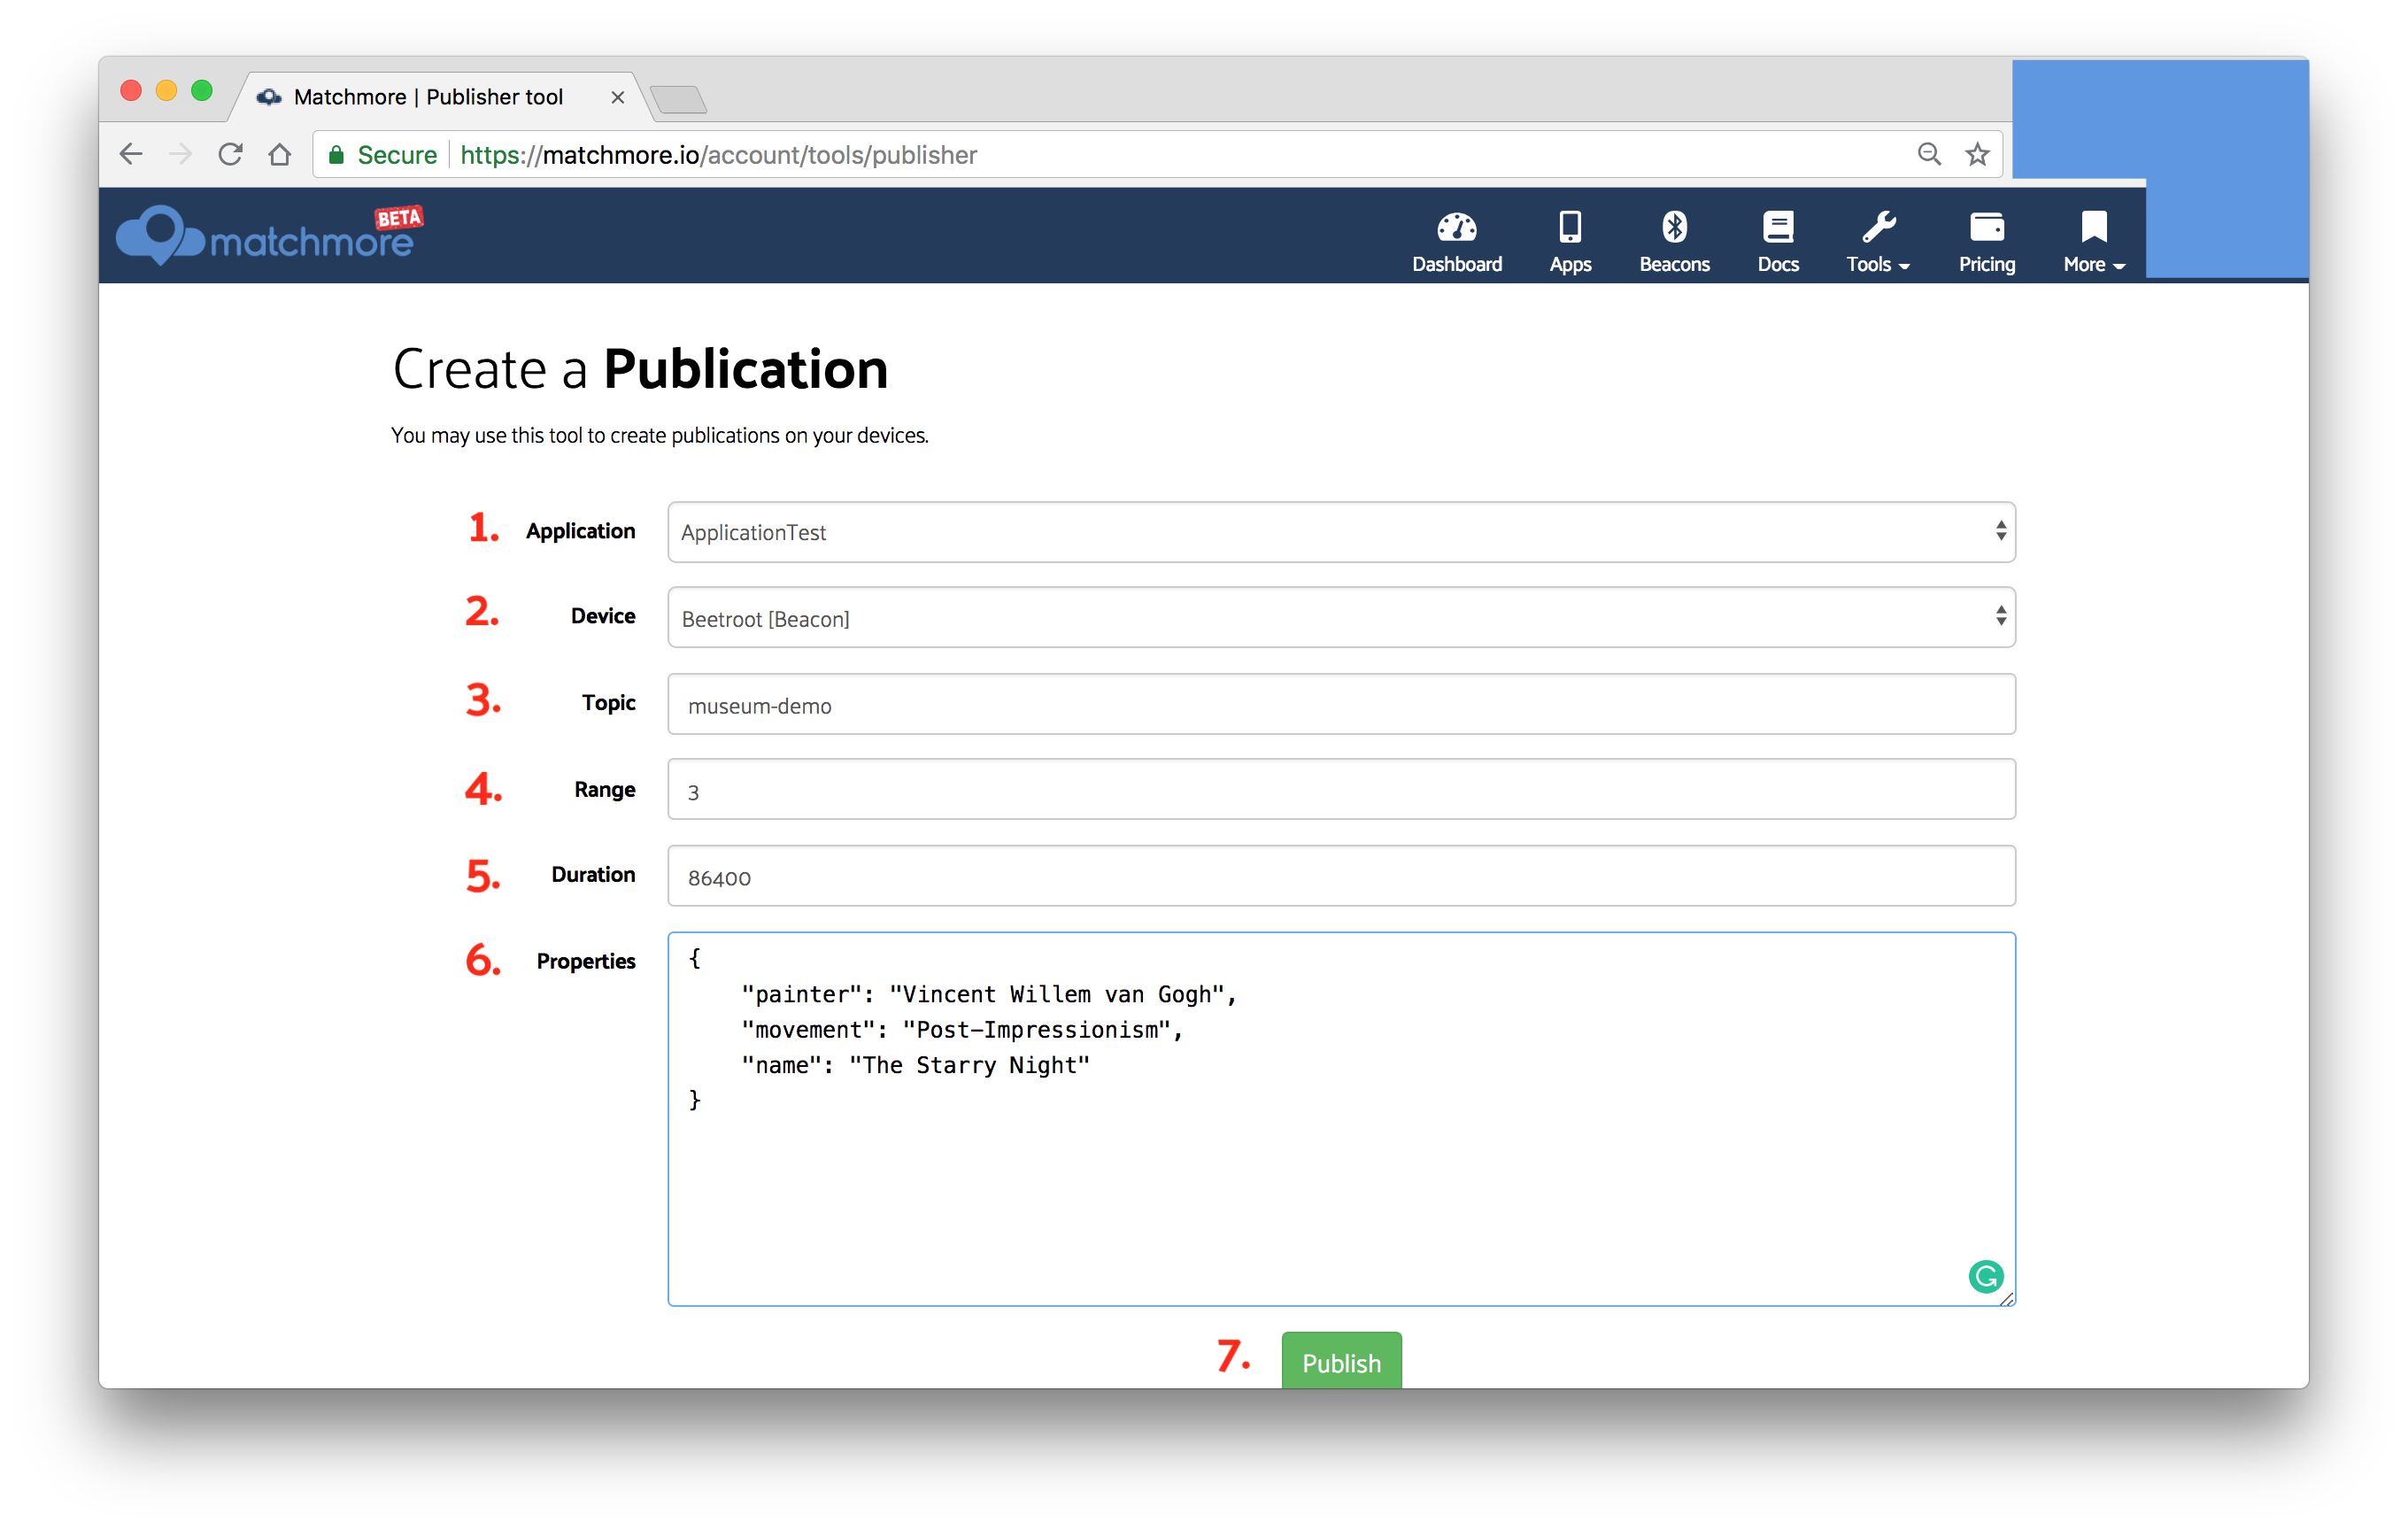 Matchmore | Publisher tool
Secure https://matchmore.io/account/tools/publisher
matchmore BETA
Dashboard Apps Beacons Docs Tools Pricing More
Create a Publication
You may use this tool to create publications on your devices.
1. Application ApplicationTest
2. Device Beetroot [Beacon]
3. Topic museum-demo
4. Range 3
5. Duration 86400
6. Properties {
"painter": "Vincent Willem van Gogh",
"movement": "Post-Impressionism",
"name": "The Starry Night"
}
7. Publish